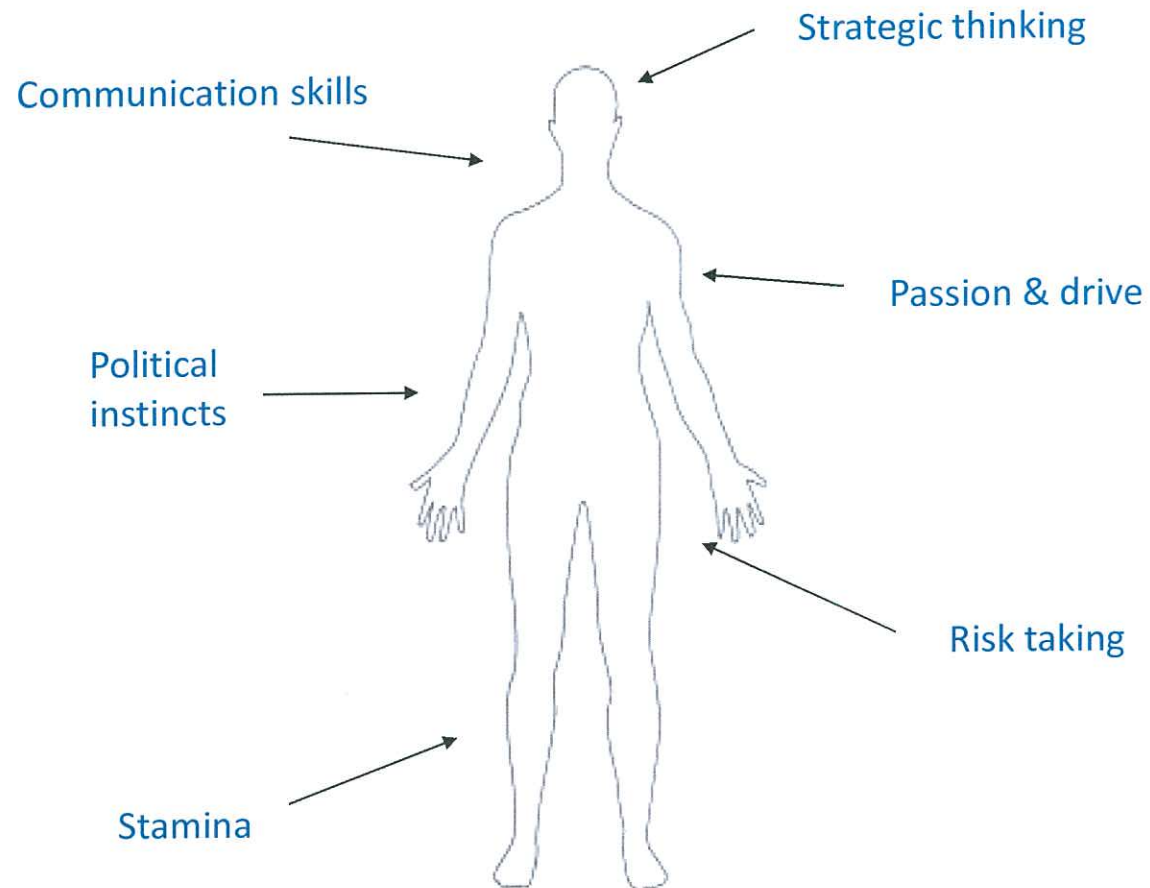 Strategic thinking
Communication skills
Passion & drive
Political
instincts
Risk taking
Stamina